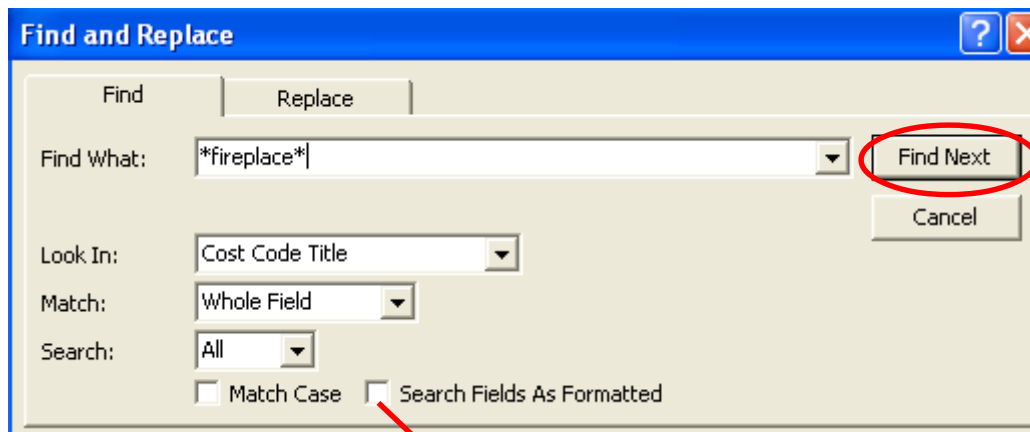 Find and Replace
Find Replace
Find What: *fireplace* Find Next
Cancel
Look In: Cost Code Title
Match: Whole Field
Search: All
Match Case Search Fields As Formatted